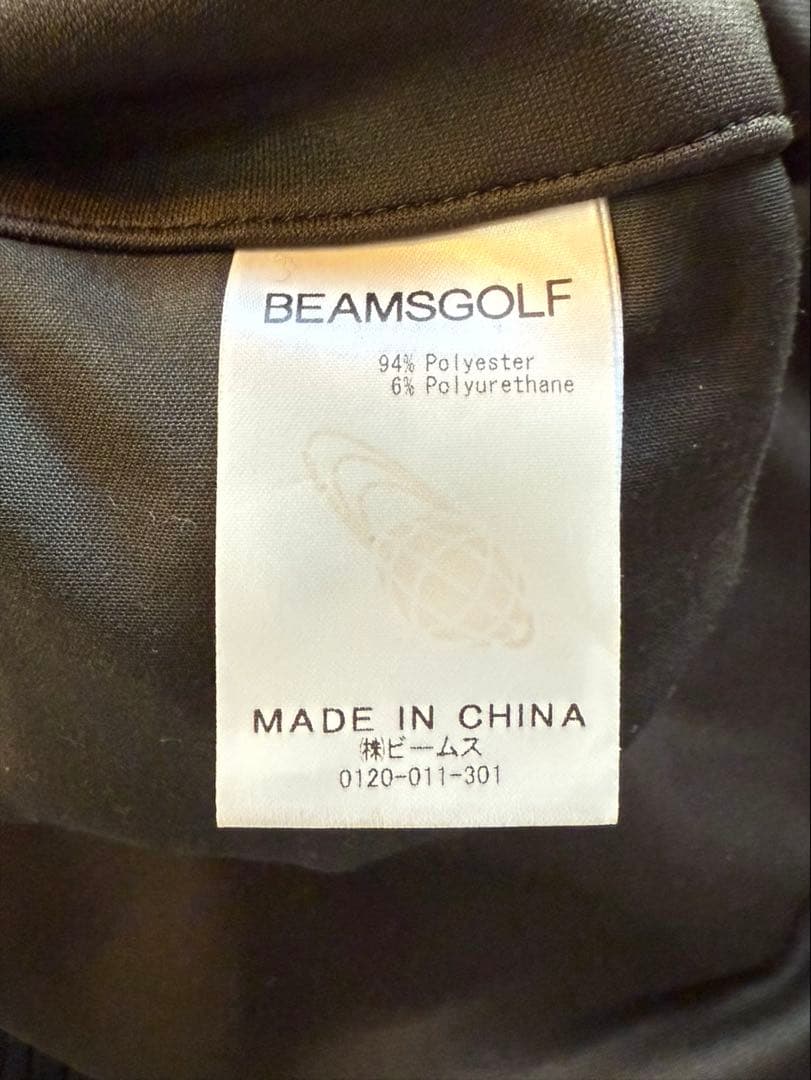 BEAMSGOLF
94% Polyester
6% Polyurethane
MADE IN CHINA
㈱ビームス
0120-011-301